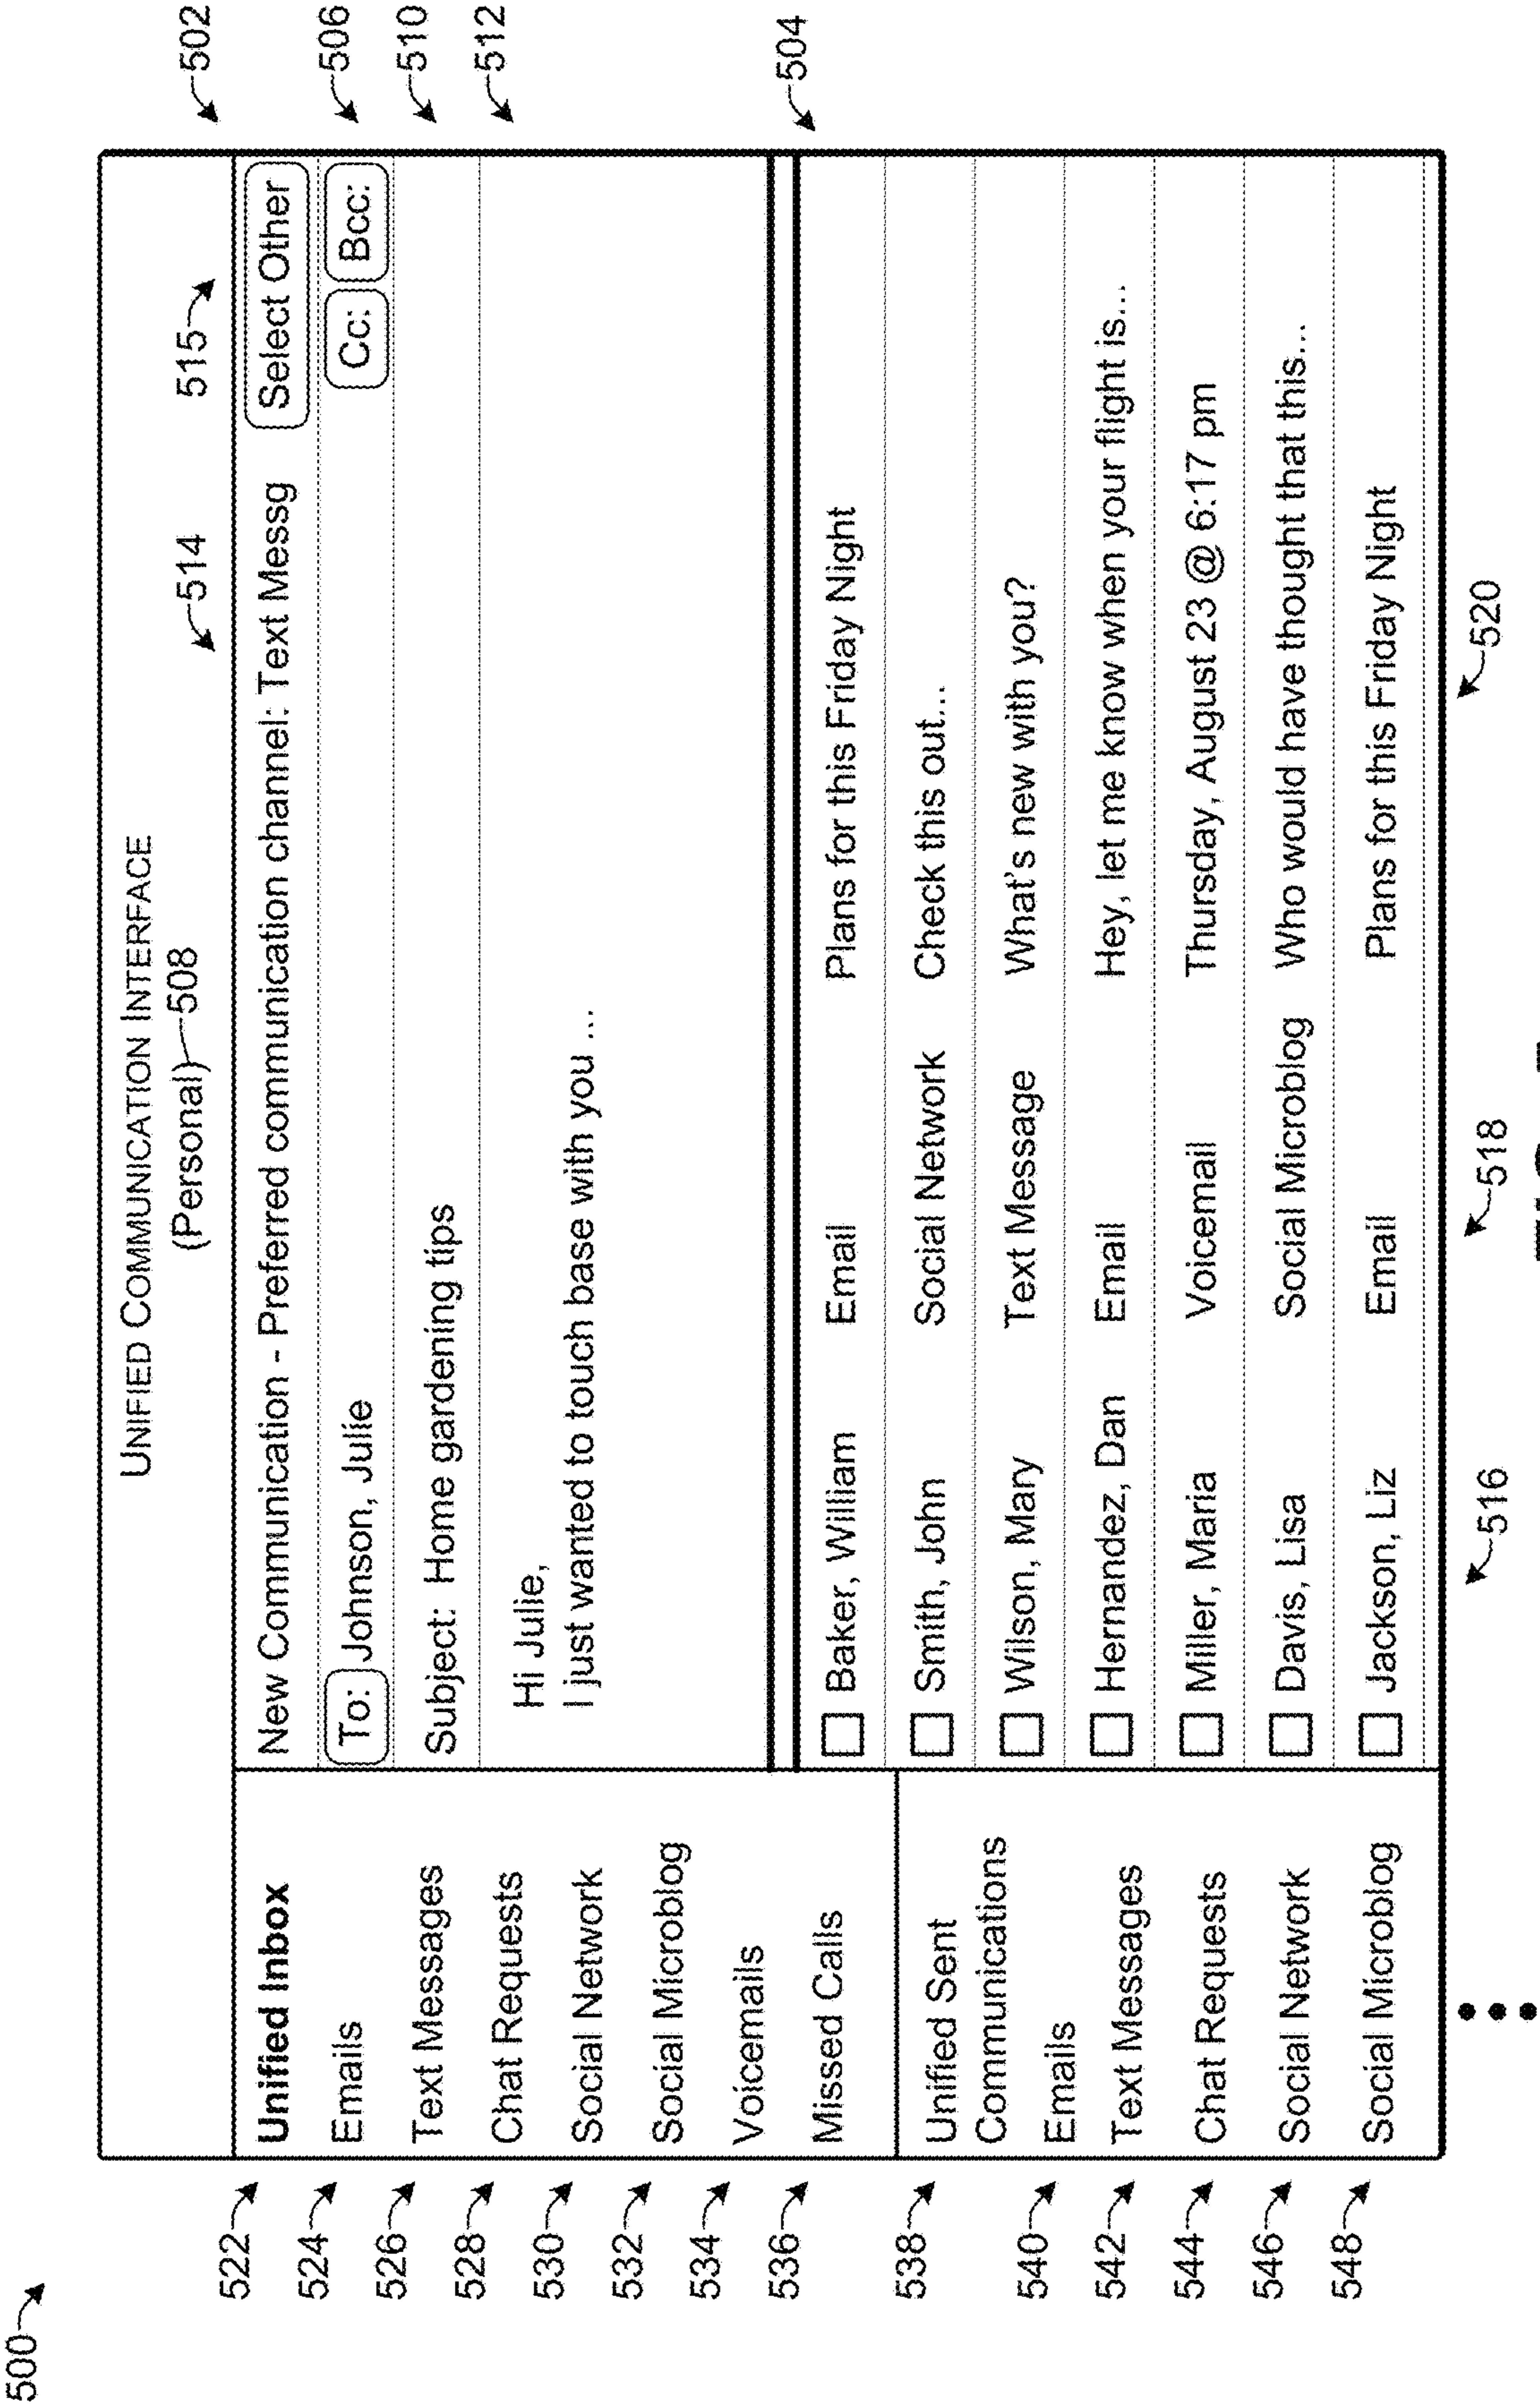 500
UNIFIED COMMUNICATION INTERFACE
(Personal) 508
514
515
502
522
Unified Inbox
524
Emails
526
Text Messages
528
Chat Requests
530
Social Network
532
Social Microblog
534
Voicemails
536
Missed Calls
538
Unified Sent
Communications
540
Emails
542
Text Messages
544
Chat Requests
546
Social Network
548
Social Microblog
New Communication - Preferred communication channel: Text Messg Select Other
To: Johnson, Julie Cc: Bcc:
506
Subject: Home gardening tips
510
512
Hi Julie,
I just wanted to touch base with you ...
504
Baker, William Email Plans for this Friday Night
Smith, John Social Network Check this out...
Wilson, Mary Text Message What's new with you?
Hernandez, Dan Email Hey, let me know when your flight is...
Miller, Maria Voicemail Thursday, August 23 @ 6:17 pm
Davis, Lisa Social Microblog Who would have thought that this...
Jackson, Liz Email Plans for this Friday Night
516
518
520